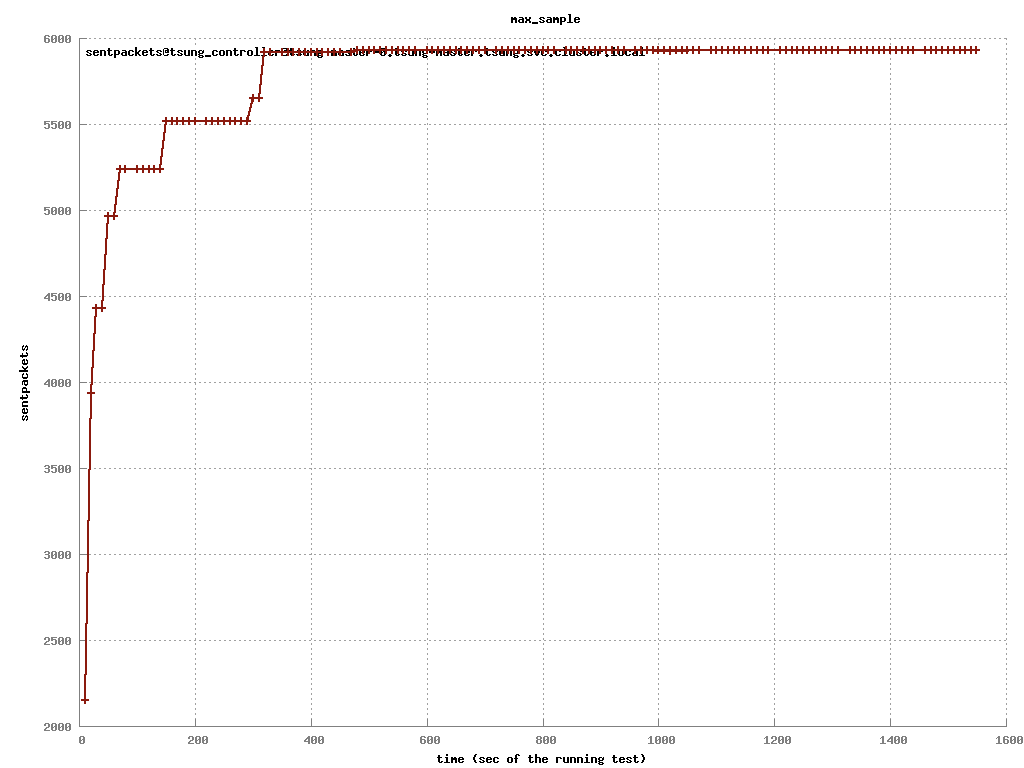 max_sample
6000
sentpackets@tsung_controller@tsung-master-0.tsung-master.tsung.svc.cluster.local
5500
5000
4500
4000
sentpackets
3500
3000
2500
2000
0 200 400 600 800 1000 1200 1400 1600
time (sec of the running test)